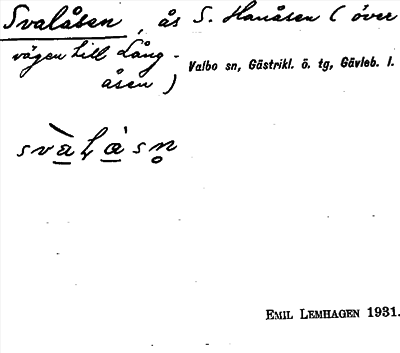 Svalåsen, ås S. Hanåsen (över
vägen till Lång-
åsen)
Valbo sn, Gästrikl. ö. tg, Gävleb. l.
EMIL LEMHAGEN 1931.